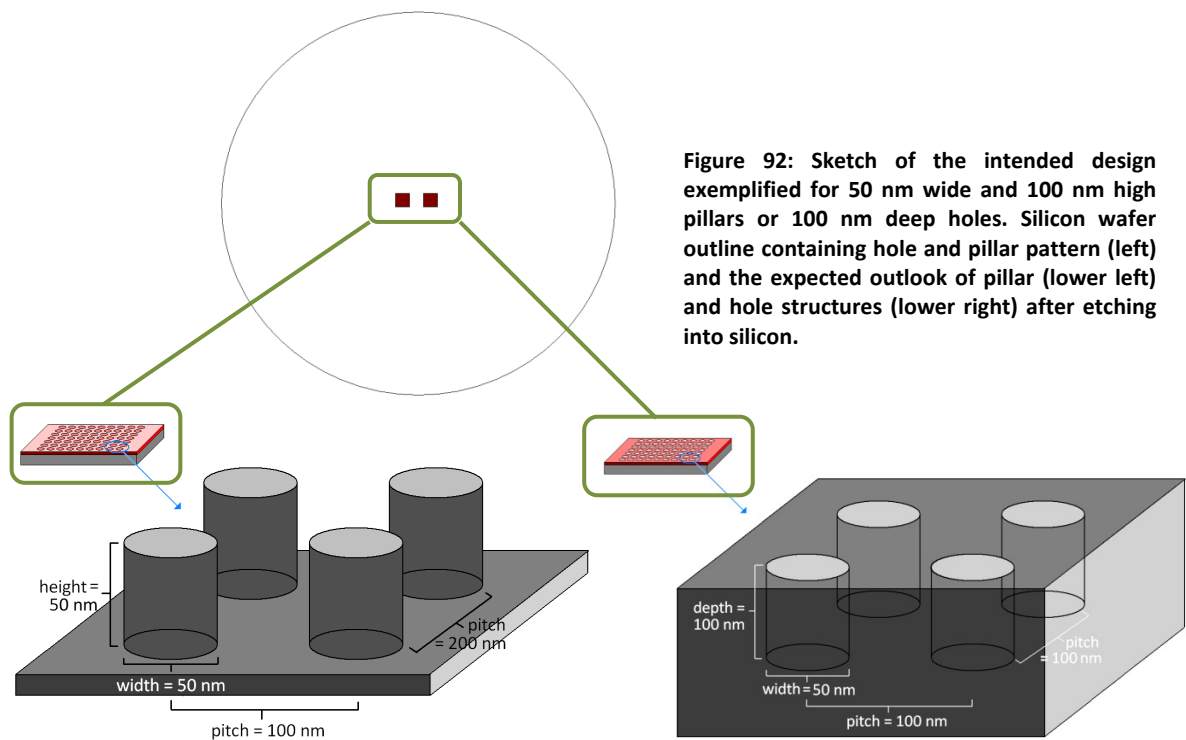 Figure 92: Sketch of the intended design
exemplified for 50 nm wide and 100 nm high
pillars or 100 nm deep holes. Silicon wafer
outline containing hole and pillar pattern (left)
and the expected outlook of pillar (lower left)
and hole structures (lower right) after etching
into silicon.
height =
50 nm
pitch
= 200 nm
width = 50 nm
pitch = 100 nm
depth =
100 nm
pitch
= 100 nm
width = 50 nm
pitch = 100 nm